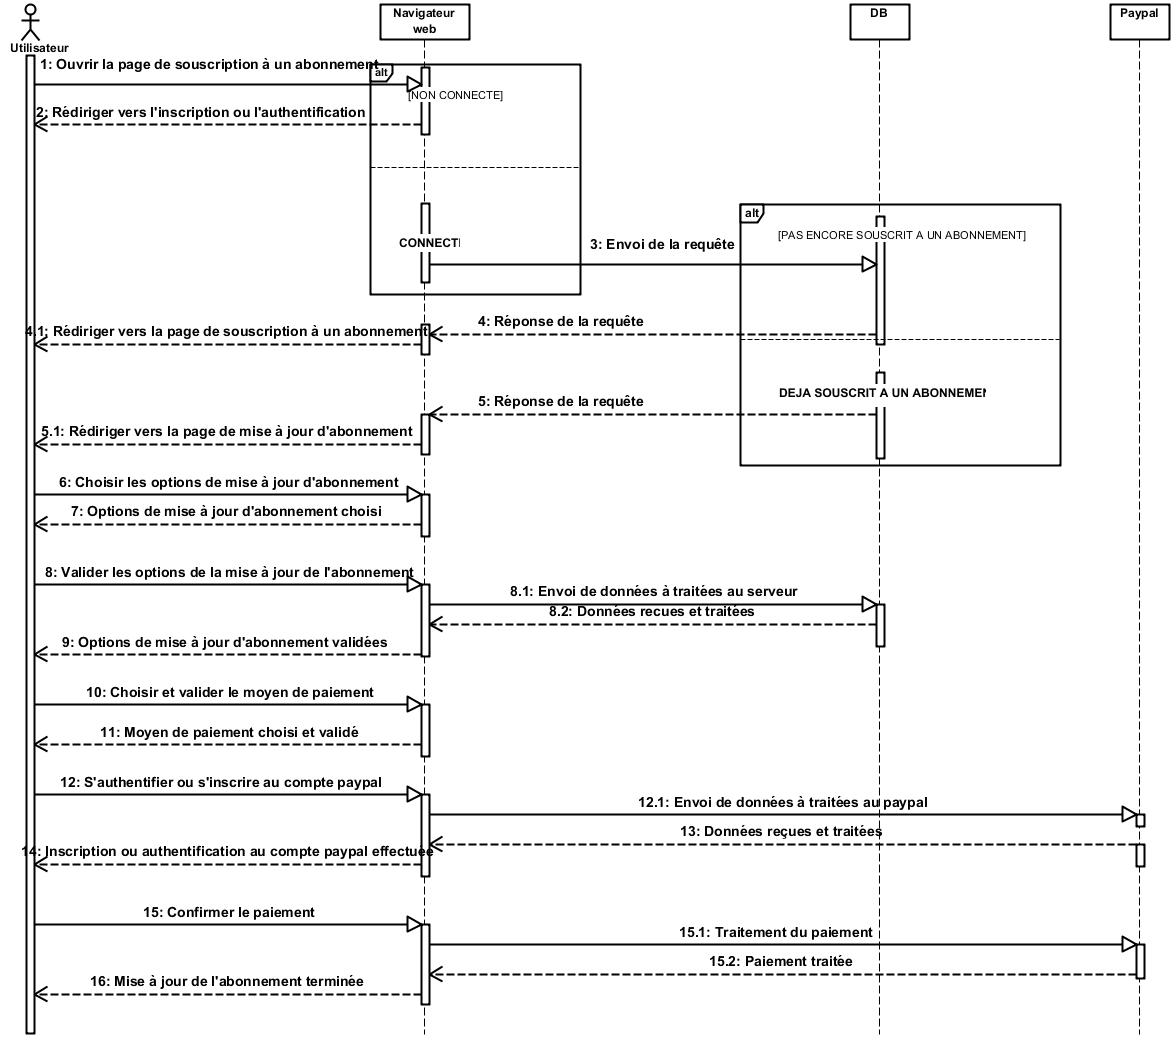 Navigateur
web
DB
Paypal
Utilisateur
1: Ouvrir la page de souscription à un abonnement
alt
[NON CONNECTE]
2: Rédiriger vers l'inscription ou l'authentification
alt
[PAS ENCORE SOUSCRIT A UN ABONNEMENT]
CONNECTE
3: Envoi de la requête
4: Réponse de la requête
4.1: Rédiriger vers la page de souscription à un abonnement
DEJA SOUSCRIT A UN ABONNEMEN
5: Réponse de la requête
5.1: Rédiriger vers la page de mise à jour d'abonnement
6: Choisir les options de mise à jour d'abonnement
7: Options de mise à jour d'abonnement choisi
8: Valider les options de la mise à jour de l'abonnement
8.1: Envoi de données à traitées au serveur
8.2: Données recues et traitées
9: Options de mise à jour d'abonnement validées
10: Choisir et valider le moyen de paiement
11: Moyen de paiement choisi et validé
12: S'authentifier ou s'inscrire au compte paypal
12.1: Envoi de données à traitées au paypal
13: Données reçues et traitées
14: Inscription ou authentification au compte paypal effectuée
15: Confirmer le paiement
15.1: Traitement du paiement
15.2: Paiement traitée
16: Mise à jour de l'abonnement terminée